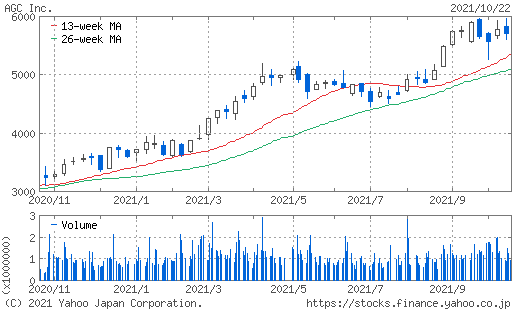 AGC Inc. 2021/10/22
13-week MA
26-week MA
6000
5000
4000
3000
2020/11 2021/1 2021/3 2021/5 2021/7 2021/9
Volume
3
2
1
0
(x1000000)
2020/11 2021/1 2021/3 2021/5 2021/7 2021/9
(C) 2021 Yahoo Japan Corporation. https://stocks.finance.yahoo.co.jp/